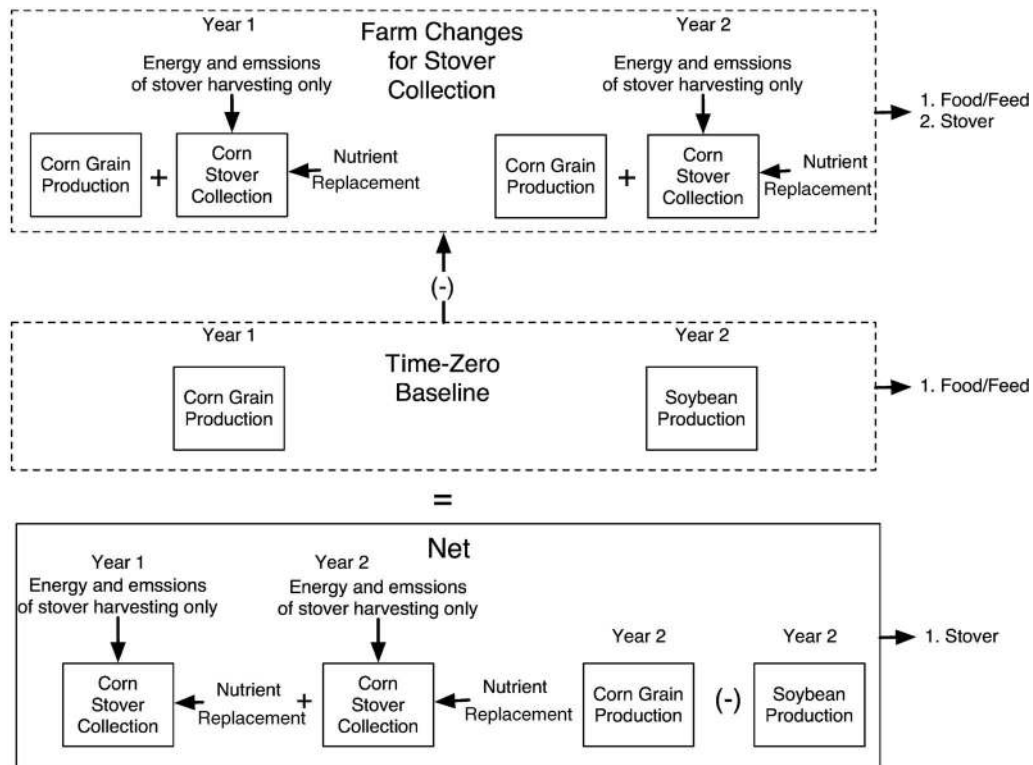 Year 1
Farm Changes
for Stover
Collection
Year 2
Energy and emssions
of stover harvesting only
Energy and emssions
of stover harvesting only
1. Food/Feed
2. Stover
Corn Grain
Production
+
Corn
Stover
Collection
Nutrient
Replacement
Corn Grain
Production
+
Corn
Stover
Collection
Nutrient
Replacement
(-)
Year 1
Time-Zero
Baseline
Year 2
Corn Grain
Production
Soybean
Production
1. Food/Feed
=
Net
Year 1
Energy and emssions
of stover harvesting only
Year 2
Energy and emssions
of stover harvesting only
Year 2
Year 2
1. Stover
Corn
Stover
Collection
Nutrient
Replacement
+
Corn
Stover
Collection
Nutrient
Replacement
Corn Grain
Production
(-)
Soybean
Production